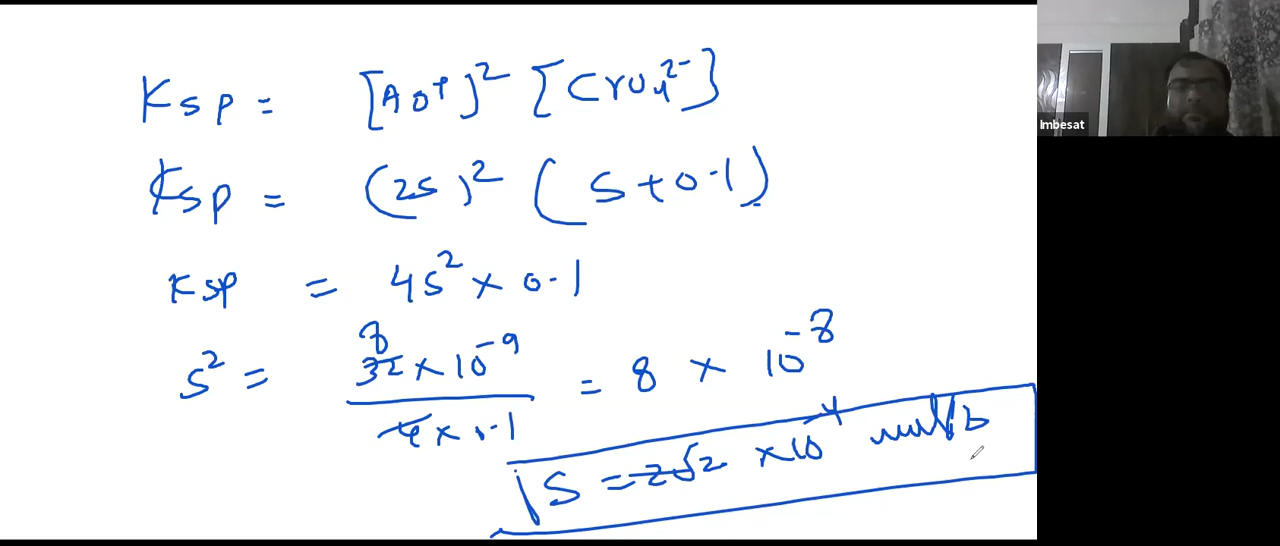 Ksp = [Ag+]² [CrO₄²⁻]
Imbesat
Ksp = (2s)² (s+0.1)
Ksp = 4s² × 0.1
s² = 8 32×10⁻⁹ / 4×0.1 = 8 × 10⁻⁸
S = 2√2 ×10⁻⁴